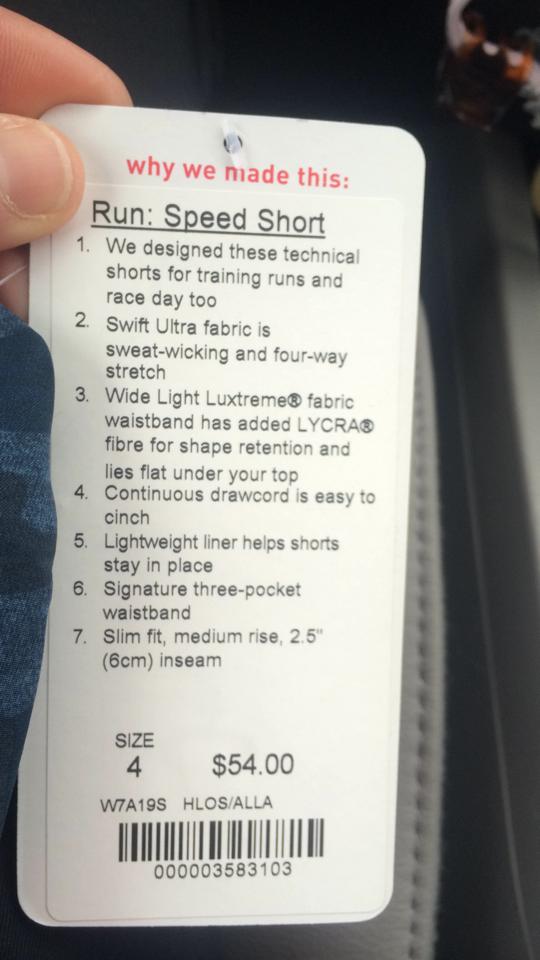 why we made this:
Run: Speed Short
1. We designed these technical
shorts for training runs and
race day too
2. Swift Ultra fabric is
sweat-wicking and four-way
stretch
3. Wide Light Luxtreme® fabric
waistband has added LYCRA®
fibre for shape retention and
lies flat under your top
4. Continuous drawcord is easy to
cinch
5. Lightweight liner helps shorts
stay in place
6. Signature three-pocket
waistband
7. Slim fit, medium rise, 2.5"
(6cm) inseam
SIZE
4 $54.00
W7A19S HLOS/ALLA
000003583103